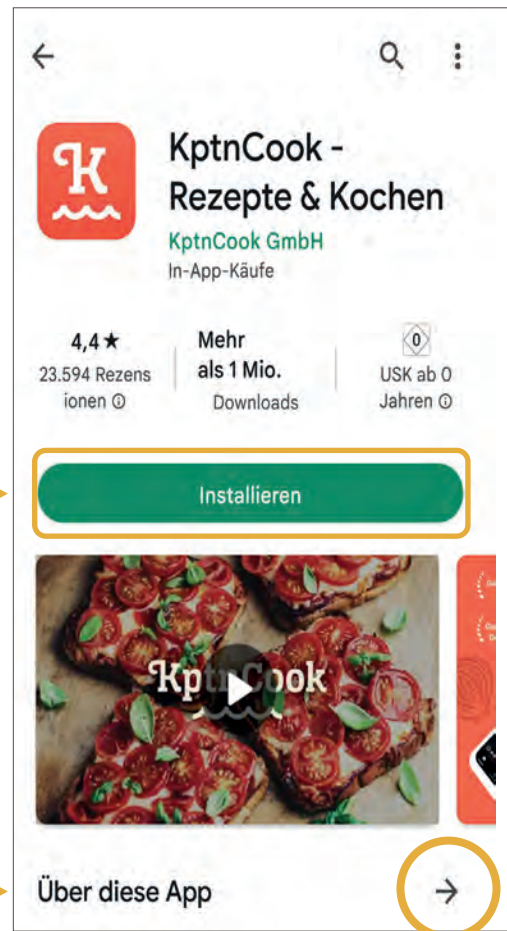 KptnCook -
Rezepte & Kochen
KptnCook GmbH
In-App-Käufe
4,4★
23.594 Rezens
ionen
Mehr
als 1 Mio.
Downloads
0
USK ab 0
Jahren
Installieren
KptnCook
Über diese App